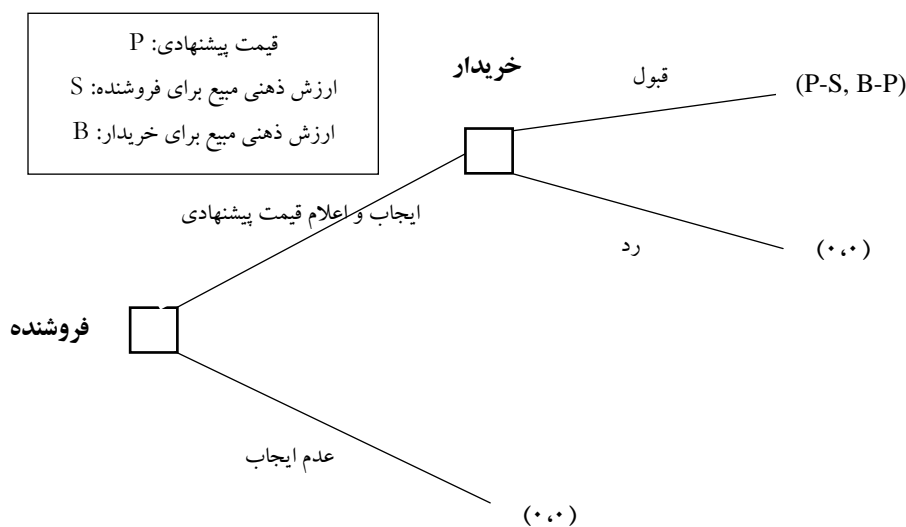 قیمت پیشنهادی: P
ارزش ذهنی مبیع برای فروشنده: S
ارزش ذهنی مبیع برای خریدار: B
خریدار
قبول
(P-S, B-P)
ایجاب و اعلام قیمت پیشنهادی
رد
(۰،۰)
فروشنده
عدم ایجاب
(۰،۰)